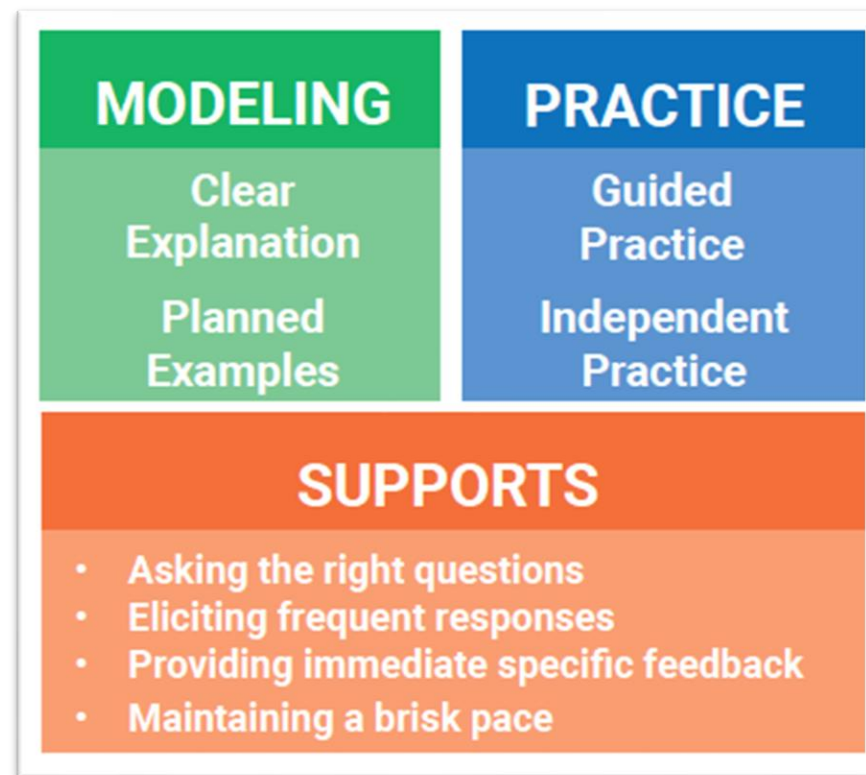 MODELING
Clear
Explanation
Planned
Examples
PRACTICE
Guided
Practice
Independent
Practice
SUPPORTS
• Asking the right questions
• Eliciting frequent responses
• Providing immediate specific feedback
• Maintaining a brisk pace